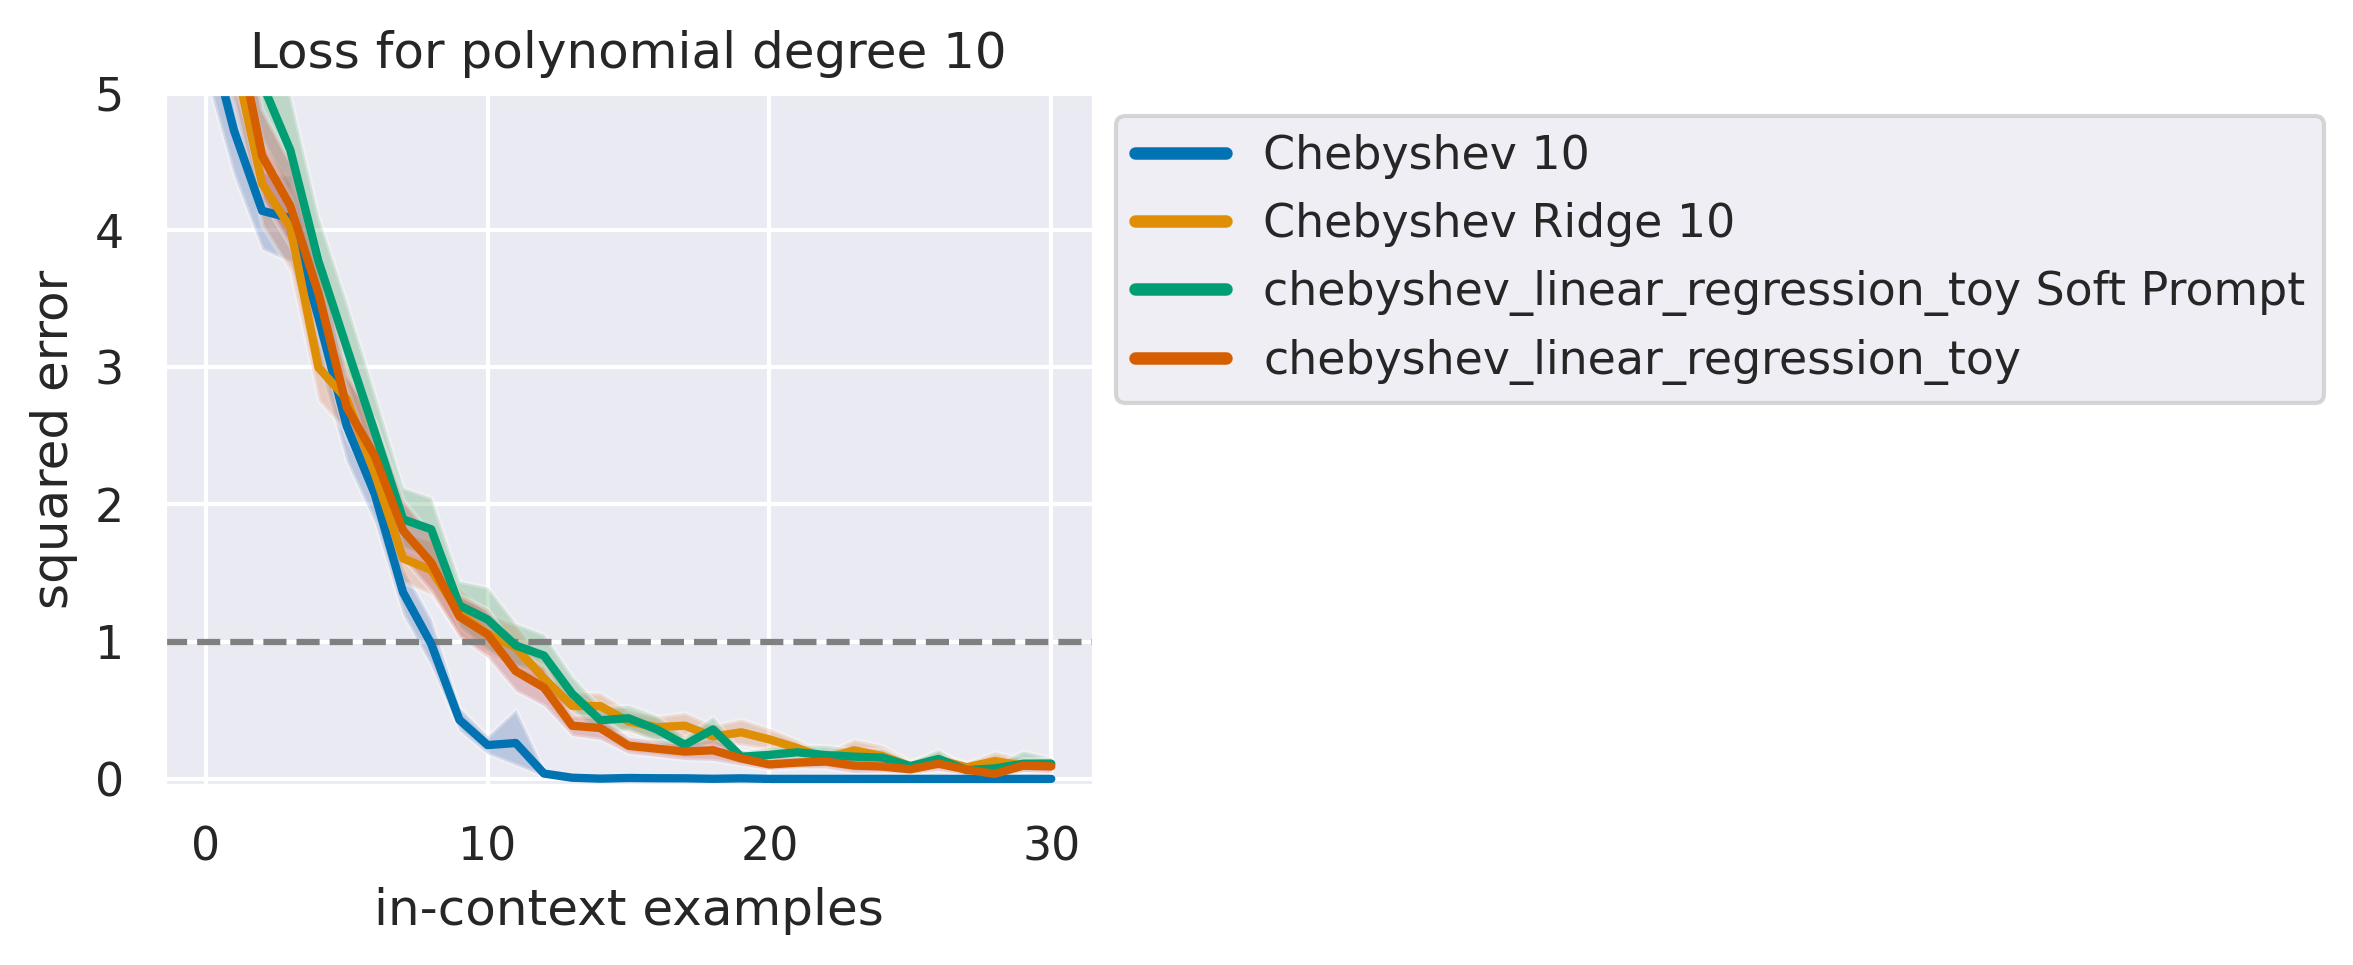 Loss for polynomial degree 10
5
4
3
2
1
0
squared error
0 10 20 30
in-context examples
Chebyshev 10
Chebyshev Ridge 10
chebyshev_linear_regression_toy Soft Prompt
chebyshev_linear_regression_toy